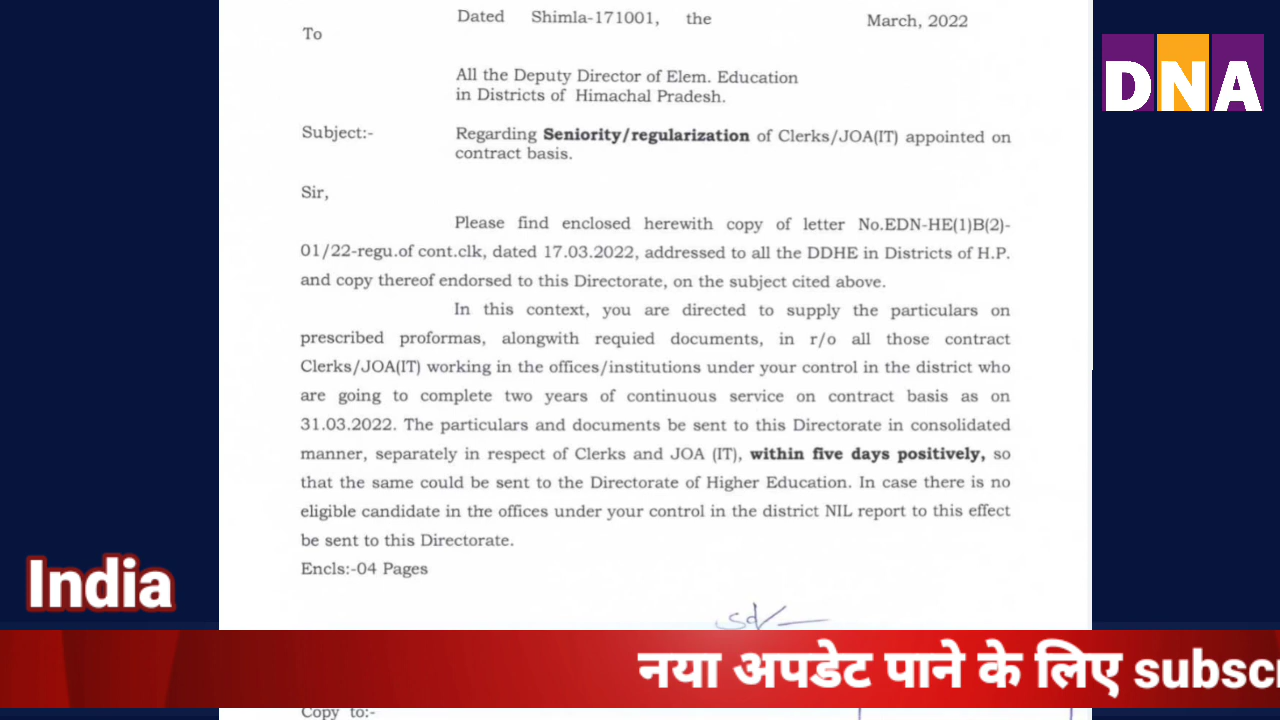 Dated Shimla-171001, the March, 2022
To
All the Deputy Director of Elem. Education
in Districts of Himachal Pradesh.
Subject:- Regarding Seniority/regularization of Clerks/JOA(IT) appointed on
contract basis.
Sir,
Please find enclosed herewith copy of letter No.EDN-HE(1)B(2)-
01/22-regu.of cont.clk, dated 17.03.2022, addressed to all the DDHE in Districts of H.P.
and copy thereof endorsed to this Directorate, on the subject cited above.
In this context, you are directed to supply the particulars on
prescribed proformas, alongwith requied documents, in r/o all those contract
Clerks/JOA(IT) working in the offices/institutions under your control in the district who
are going to complete two years of continuous service on contract basis as on
31.03.2022. The particulars and documents be sent to this Directorate in consolidated
manner, separately in respect of Clerks and JOA (IT), within five days positively, so
that the same could be sent to the Directorate of Higher Education. In case there is no
eligible candidate in the offices under your control in the district NIL report to this effect
be sent to this Directorate.
Encls:-04 Pages
sd/-
Copy to:-
DNA
India
नया अपडेट पाने के लिए subsc